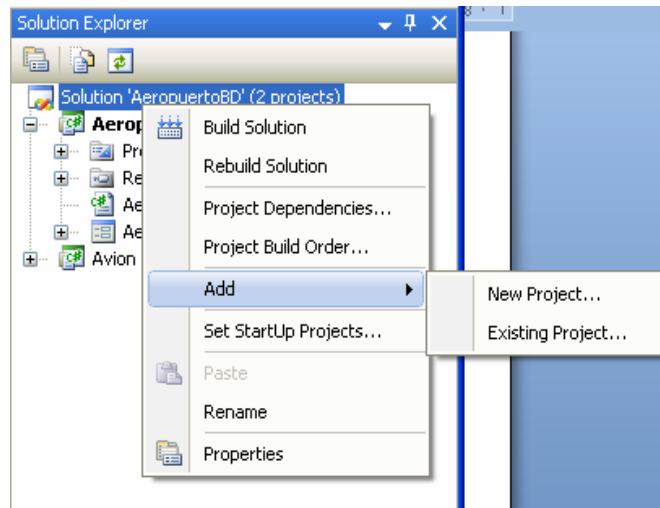 Solution Explorer
Solution 'AeropuertoBD' (2 projects)
Aerop
Pr
Re
Ae
Ae
Avion
Build Solution
Rebuild Solution
Project Dependencies...
Project Build Order...
Add
Set StartUp Projects...
Paste
Rename
Properties
New Project...
Existing Project...